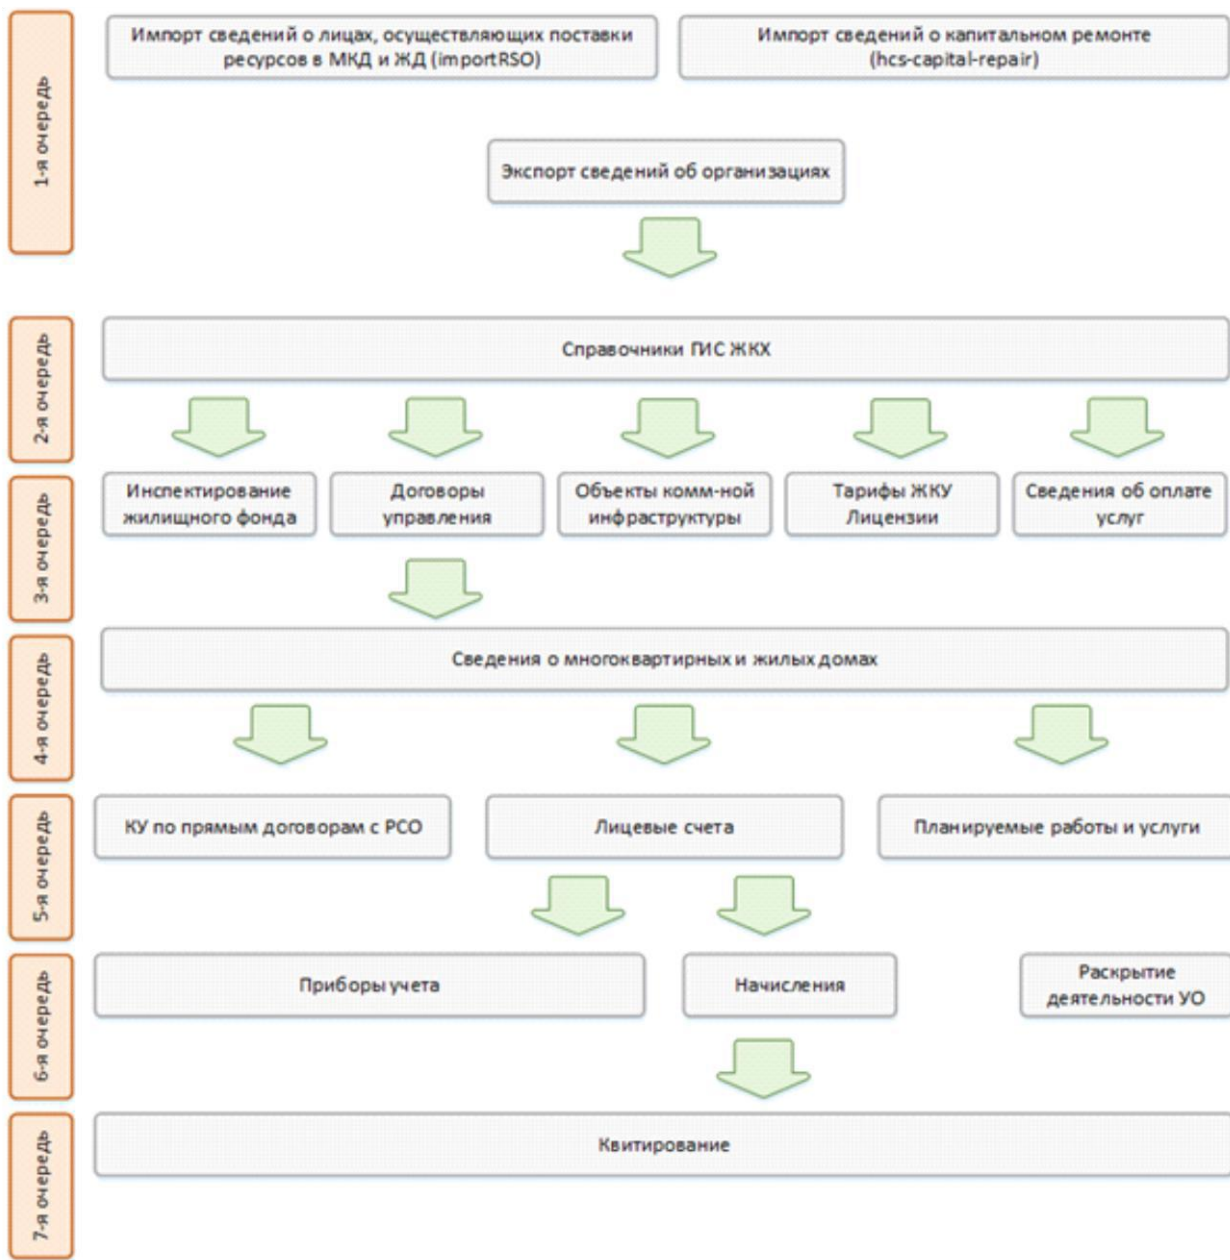 1-я очередь
Импорт сведений о лицах, осуществляющих поставки
ресурсов в МКД и ЖД (importRSO)
Импорт сведений о капитальном ремонте
(hcs-capital-repair)
Экспорт сведений об организациях
2-я очередь
Справочники ГИС ЖКХ
3-я очередь
Инспектирование
жилищного фонда
Договоры
управления
Объекты комм-ной
инфраструктуры
Тарифы ЖКУ
Лицензии
Сведения об оплате
услуг
4-я очередь
Сведения о многоквартирных и жилых домах
5-я очередь
КУ по прямым договорам с РСО
Лицевые счета
Планируемые работы и услуги
6-я очередь
Приборы учета
Начисления
Раскрытие
деятельности УО
7-я очередь
Квитирование